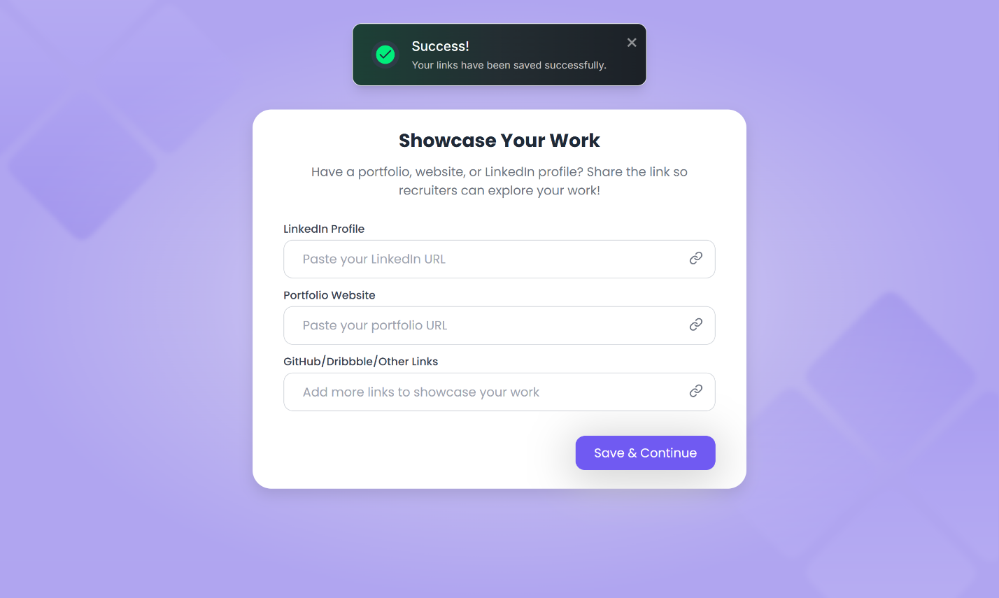 Success!
Your links have been saved successfully.
Showcase Your Work
Have a portfolio, website, or LinkedIn profile? Share the link so
recruiters can explore your work!
LinkedIn Profile
Paste your LinkedIn URL
Portfolio Website
Paste your portfolio URL
GitHub/Dribbble/Other Links
Add more links to showcase your work
Save & Continue